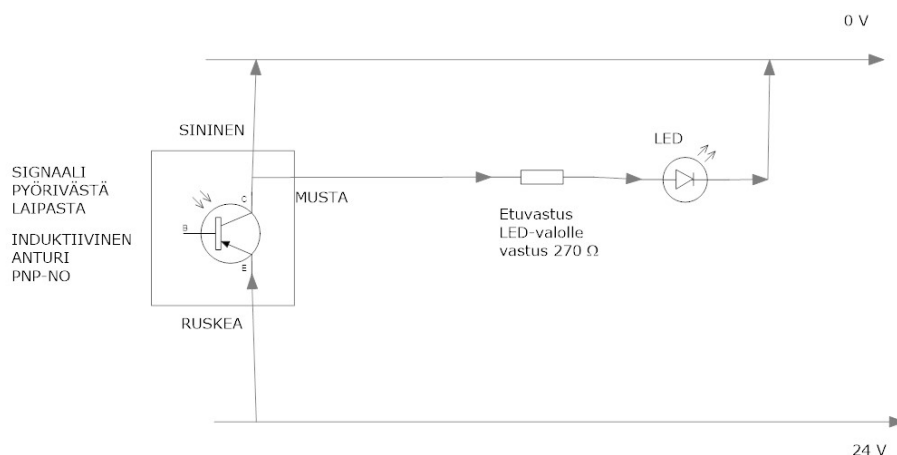 0 V
SININEN
LED
SIGNAALI
PYÖRIVÄSTÄ
LAIPASTA
C
MUSTA
B
INDUKTIIVINEN
ANTURI
PNP-NO
E
Etuvastus
LED-valolle
vastus 270 Ω
RUSKEA
24 V